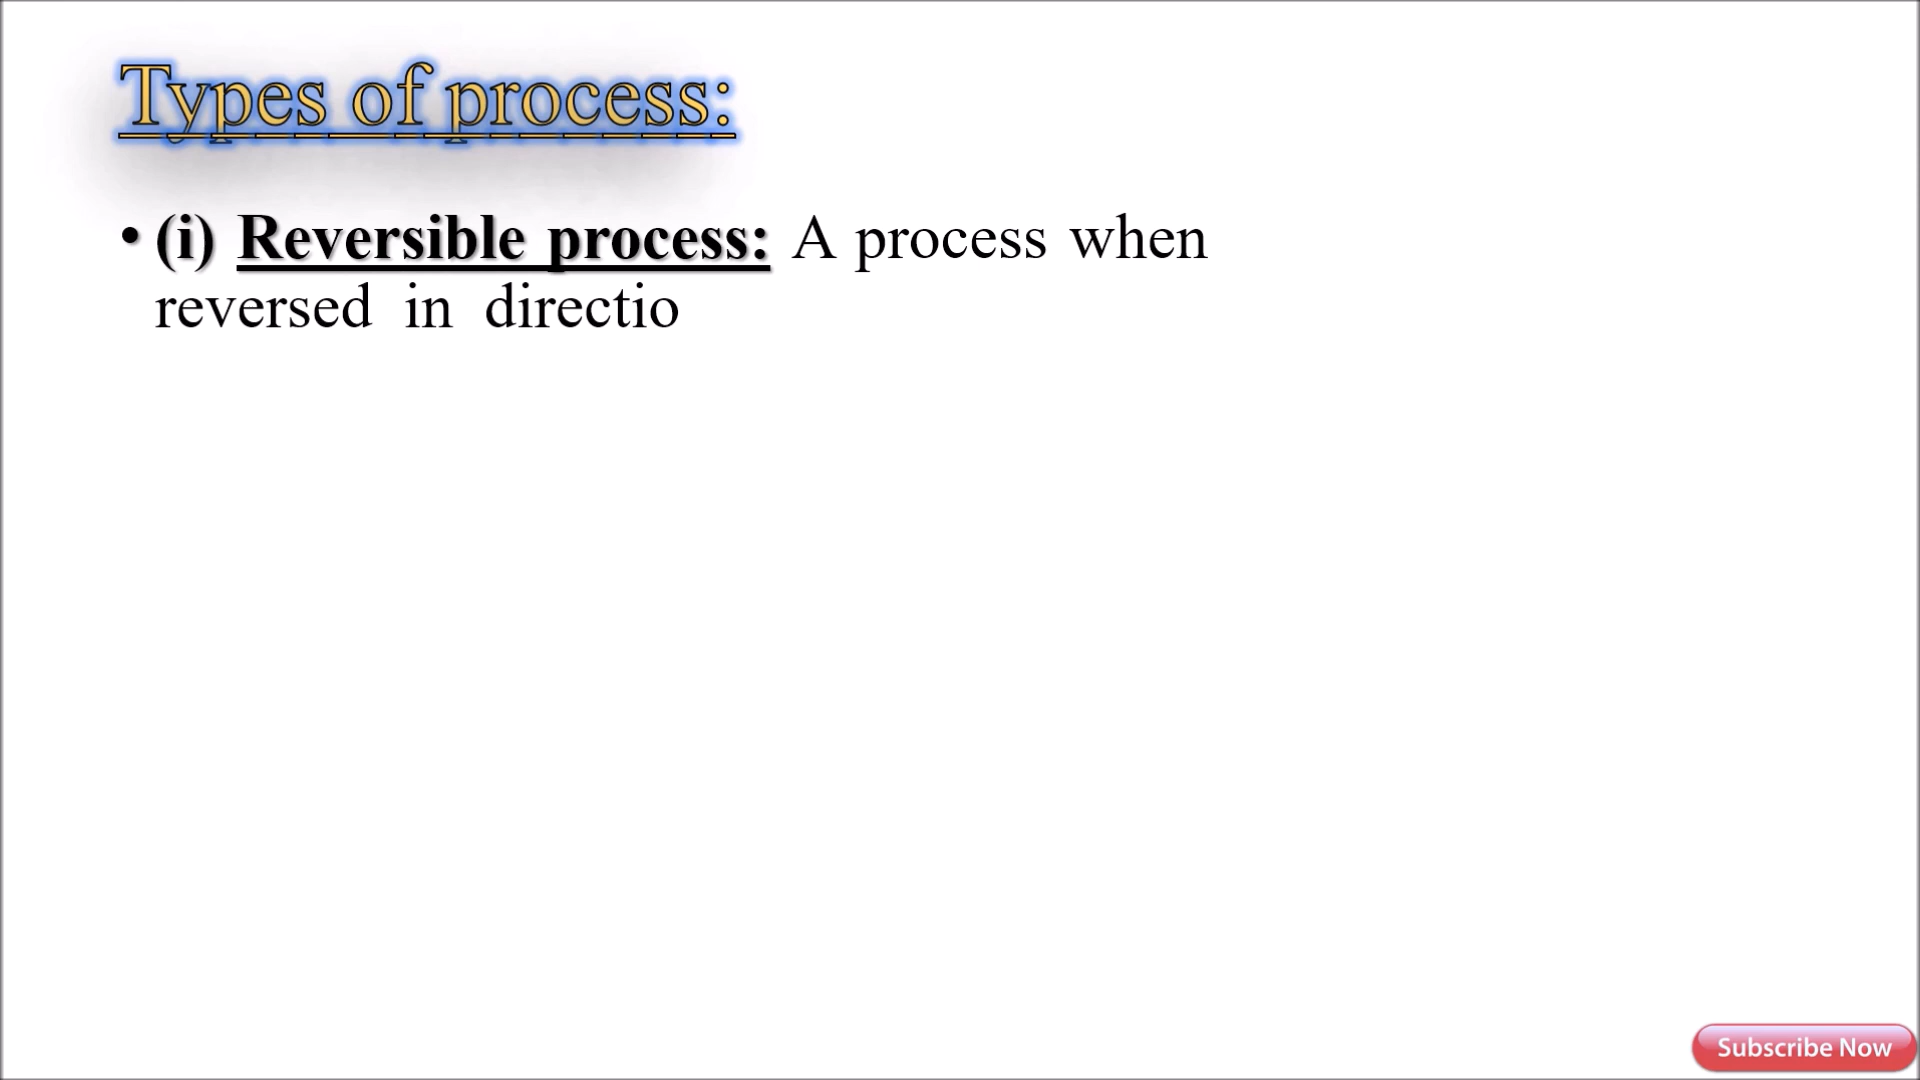 Types of process:
• (i) Reversible process: A process when
reversed in directio
Subscribe Now